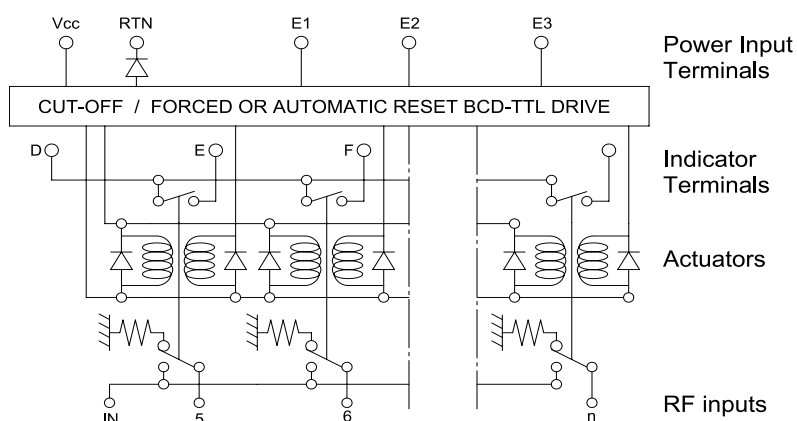 Vcc RTN E1 E2 E3
Power Input
Terminals
CUT-OFF / FORCED OR AUTOMATIC RESET BCD-TTL DRIVE
D E F
Indicator
Terminals
Actuators
IN 5 6 n
RF inputs